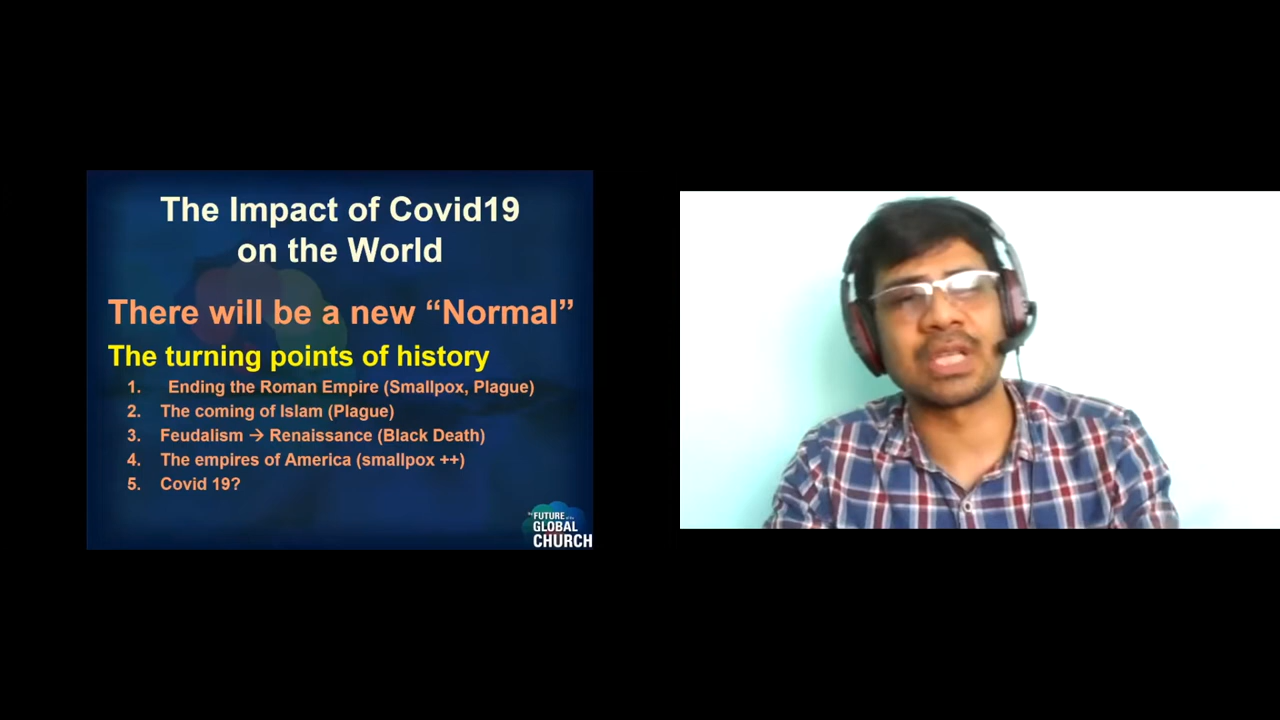 The Impact of Covid19
on the World
There will be a new “Normal”
The turning points of history
1. Ending the Roman Empire (Smallpox, Plague)
2. The coming of Islam (Plague)
3. Feudalism → Renaissance (Black Death)
4. The empires of America (smallpox ++)
5. Covid 19?
FUTURE
GLOBAL
CHURCH